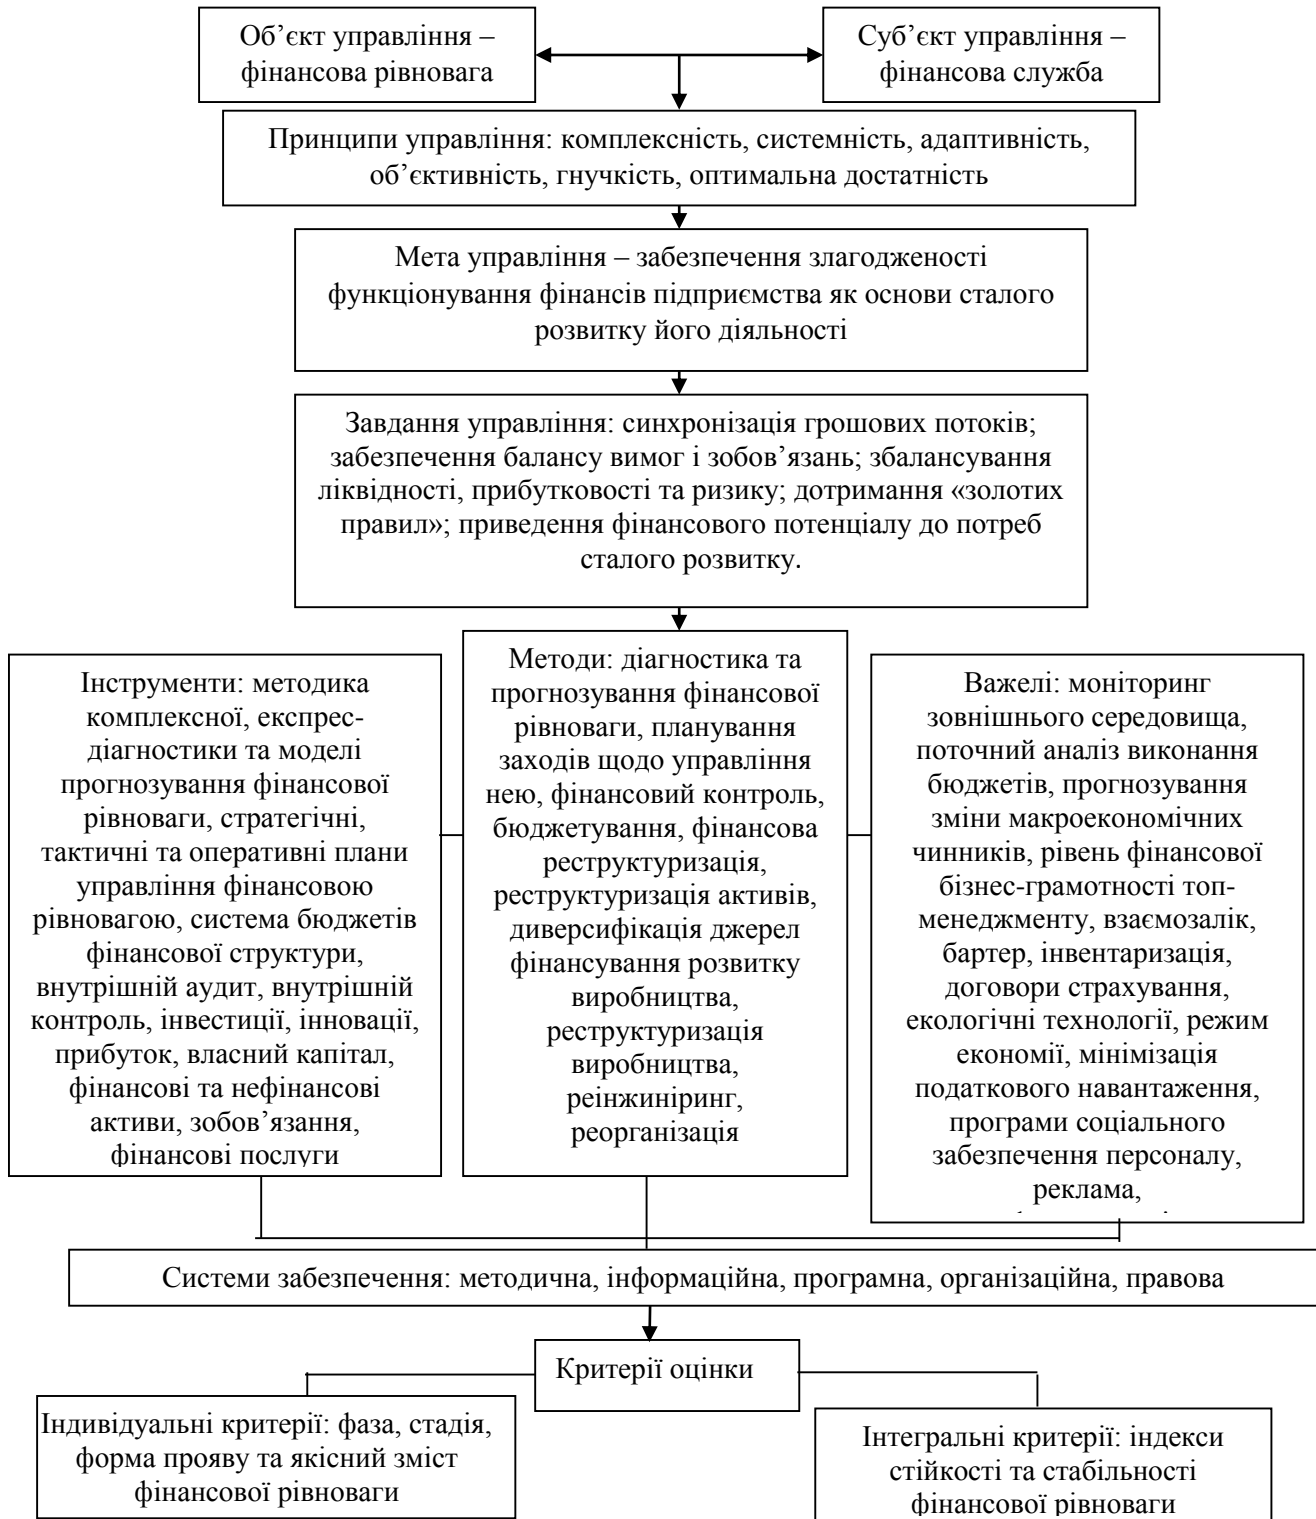 Об’єкт управління –
фінансова рівновага
Суб’єкт управління –
фінансова служба
Принципи управління: комплексність, системність, адаптивність,
об’єктивність, гнучкість, оптимальна достатність
Мета управління – забезпечення злагодженості
функціонування фінансів підприємства як основи сталого
розвитку його діяльності
Завдання управління: синхронізація грошових потоків;
забезпечення балансу вимог і зобов’язань; збалансування
ліквідності, прибутковості та ризику; дотримання «золотих
правил»; приведення фінансового потенціалу до потреб
сталого розвитку.
Інструменти: методика
комплексної, експрес-
діагностики та моделі
прогнозування фінансової
рівноваги, стратегічні,
тактичні та оперативні плани
управління фінансовою
рівновагою, система бюджетів
фінансової структури,
внутрішній аудит, внутрішній
контроль, інвестиції, інновації,
прибуток, власний капітал,
фінансові та нефінансові
активи, зобов’язання,
фінансові послуги
Методи: діагностика та
прогнозування фінансової
рівноваги, планування
заходів щодо управління
нею, фінансовий контроль,
бюджетування, фінансова
реструктуризація,
реструктуризація активів,
диверсифікація джерел
фінансування розвитку
виробництва,
реструктуризація
виробництва,
реінжиніринг,
реорганізація
Важелі: моніторинг
зовнішнього середовища,
поточний аналіз виконання
бюджетів, прогнозування
зміни макроекономічних
чинників, рівень фінансової
бізнес-грамотності топ-
менеджменту, взаємозалік,
бартер, інвентаризація,
договори страхування,
екологічні технології, режим
економії, мінімізація
податкового навантаження,
програми соціального
забезпечення персоналу,
реклама,
Системи забезпечення: методична, інформаційна, програмна, організаційна, правова
Критерії оцінки
Індивідуальні критерії: фаза, стадія,
форма прояву та якісний зміст
фінансової рівноваги
Інтегральні критерії: індекси
стійкості та стабільності
фінансової рівноваги